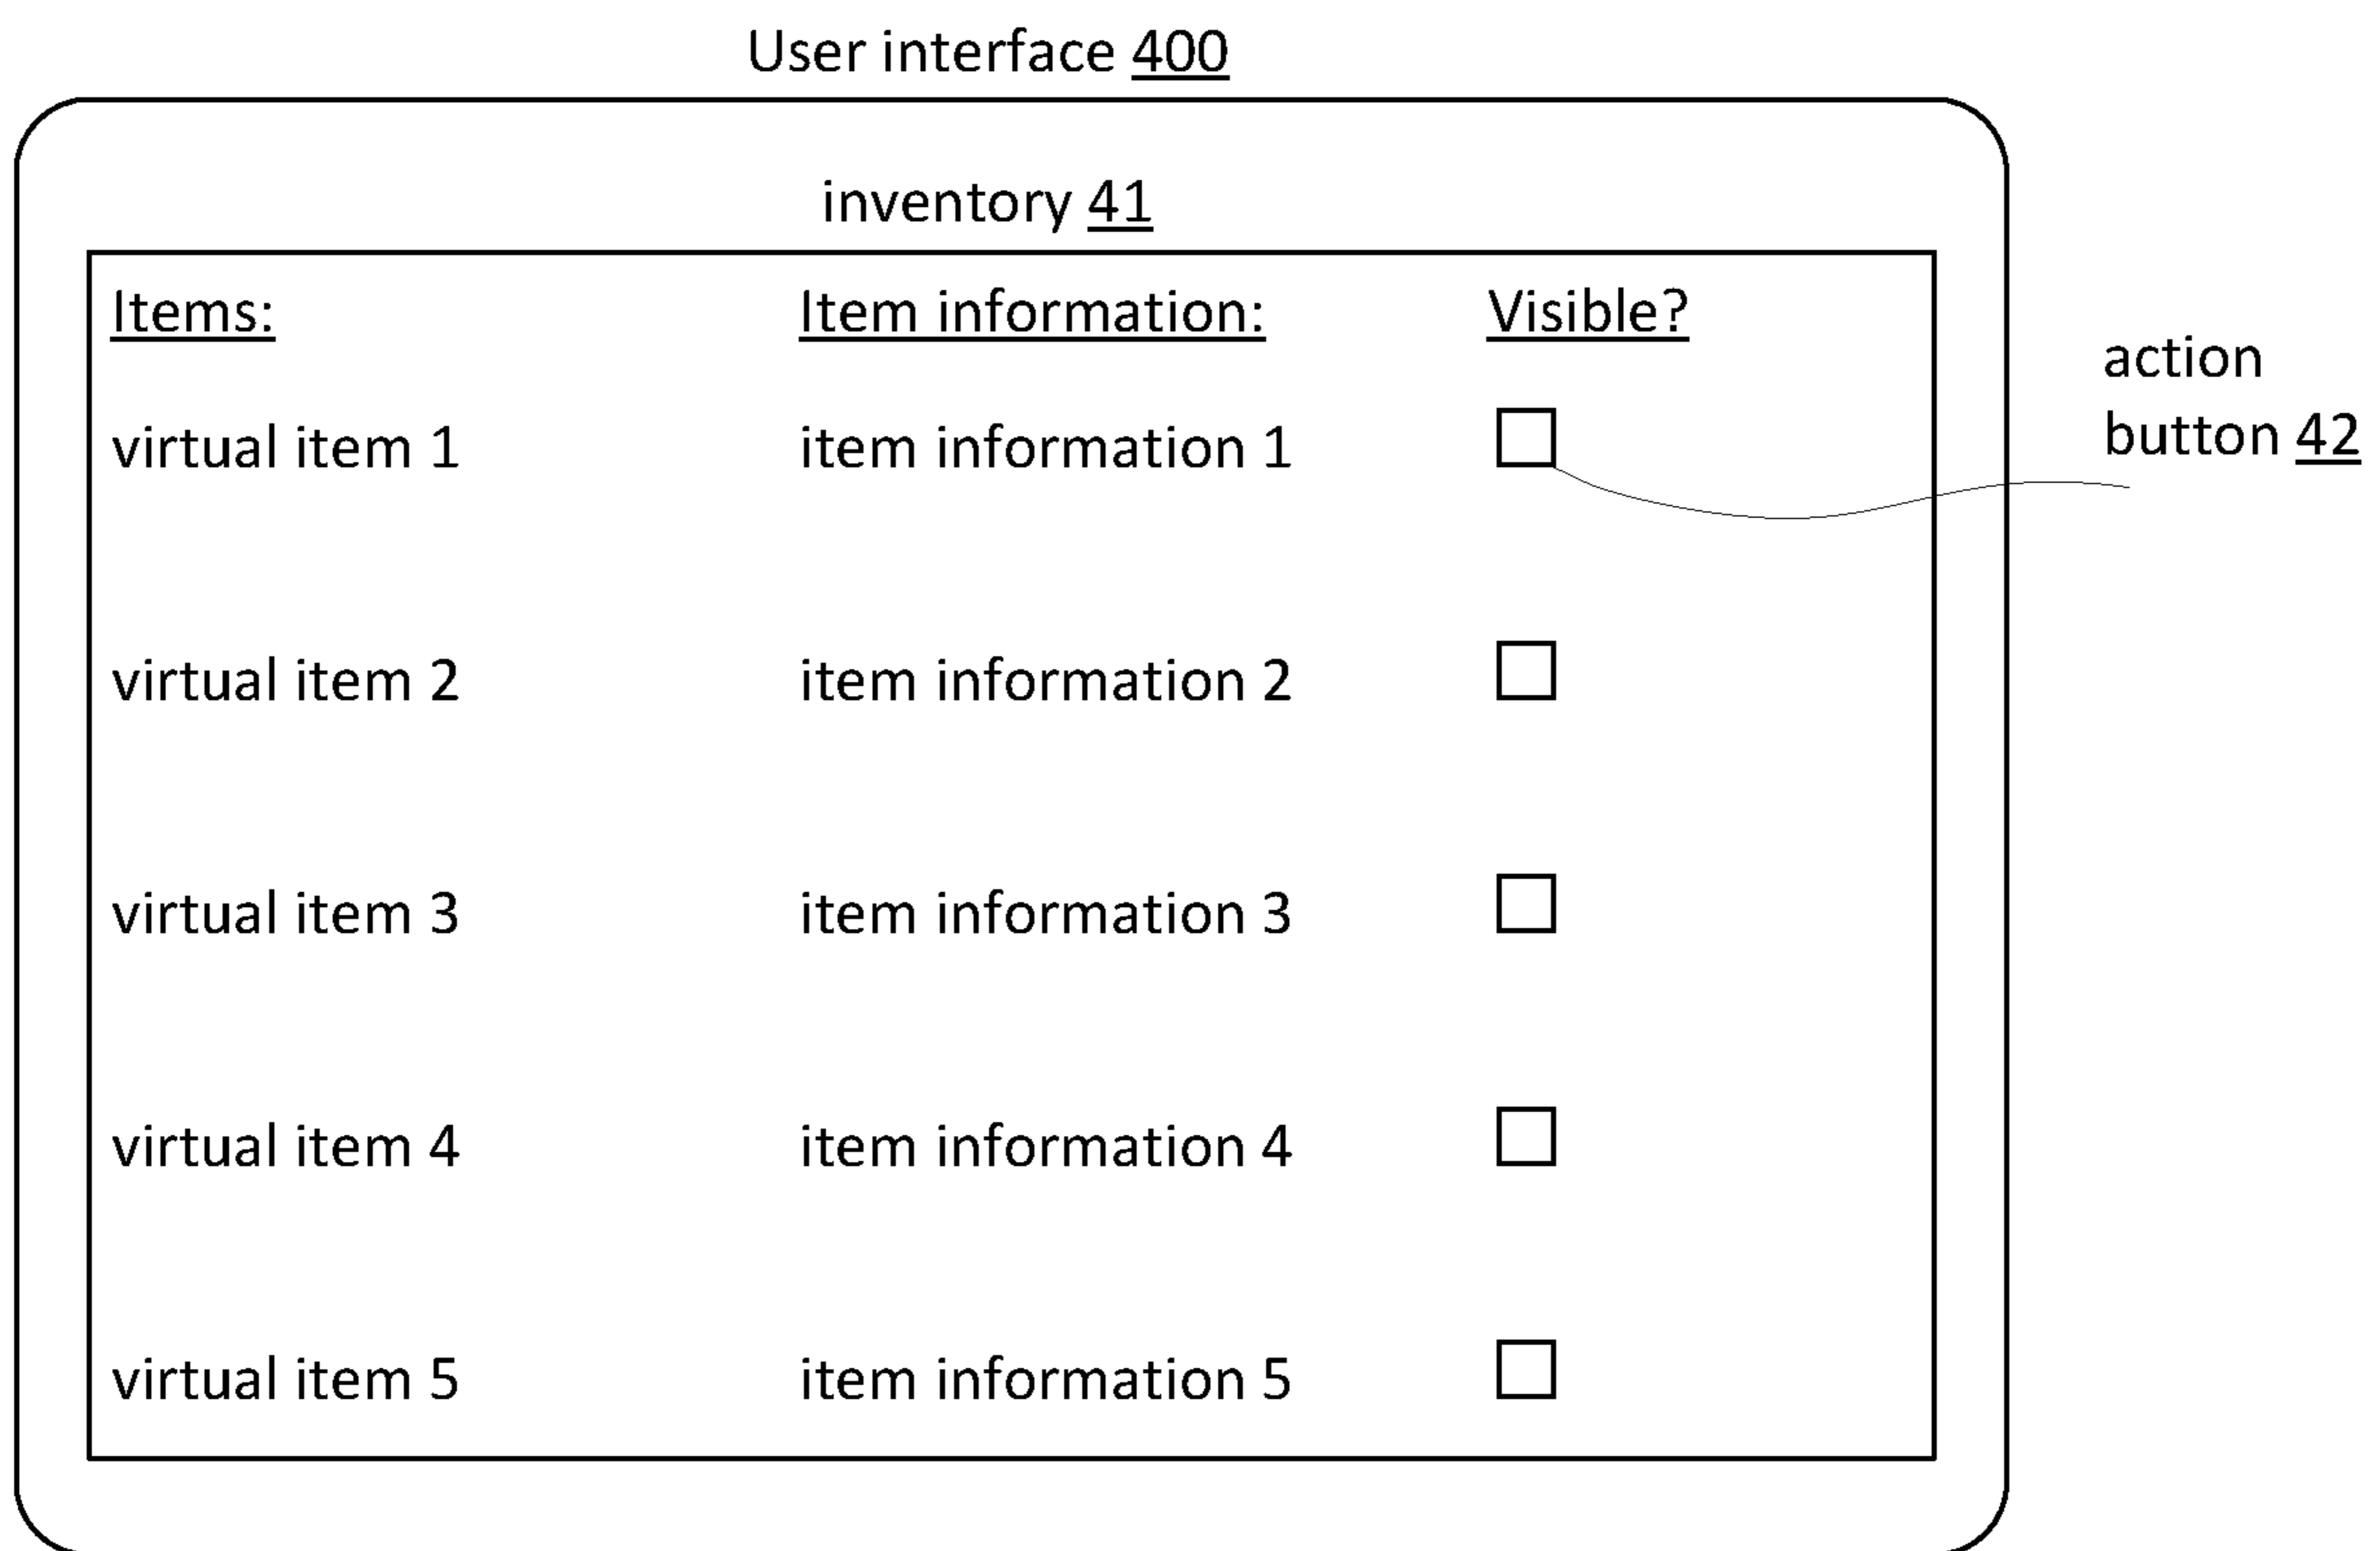 User interface 400
inventory 41
Items: Item information: Visible?
action
button 42
virtual item 1 item information 1
virtual item 2 item information 2
virtual item 3 item information 3
virtual item 4 item information 4
virtual item 5 item information 5